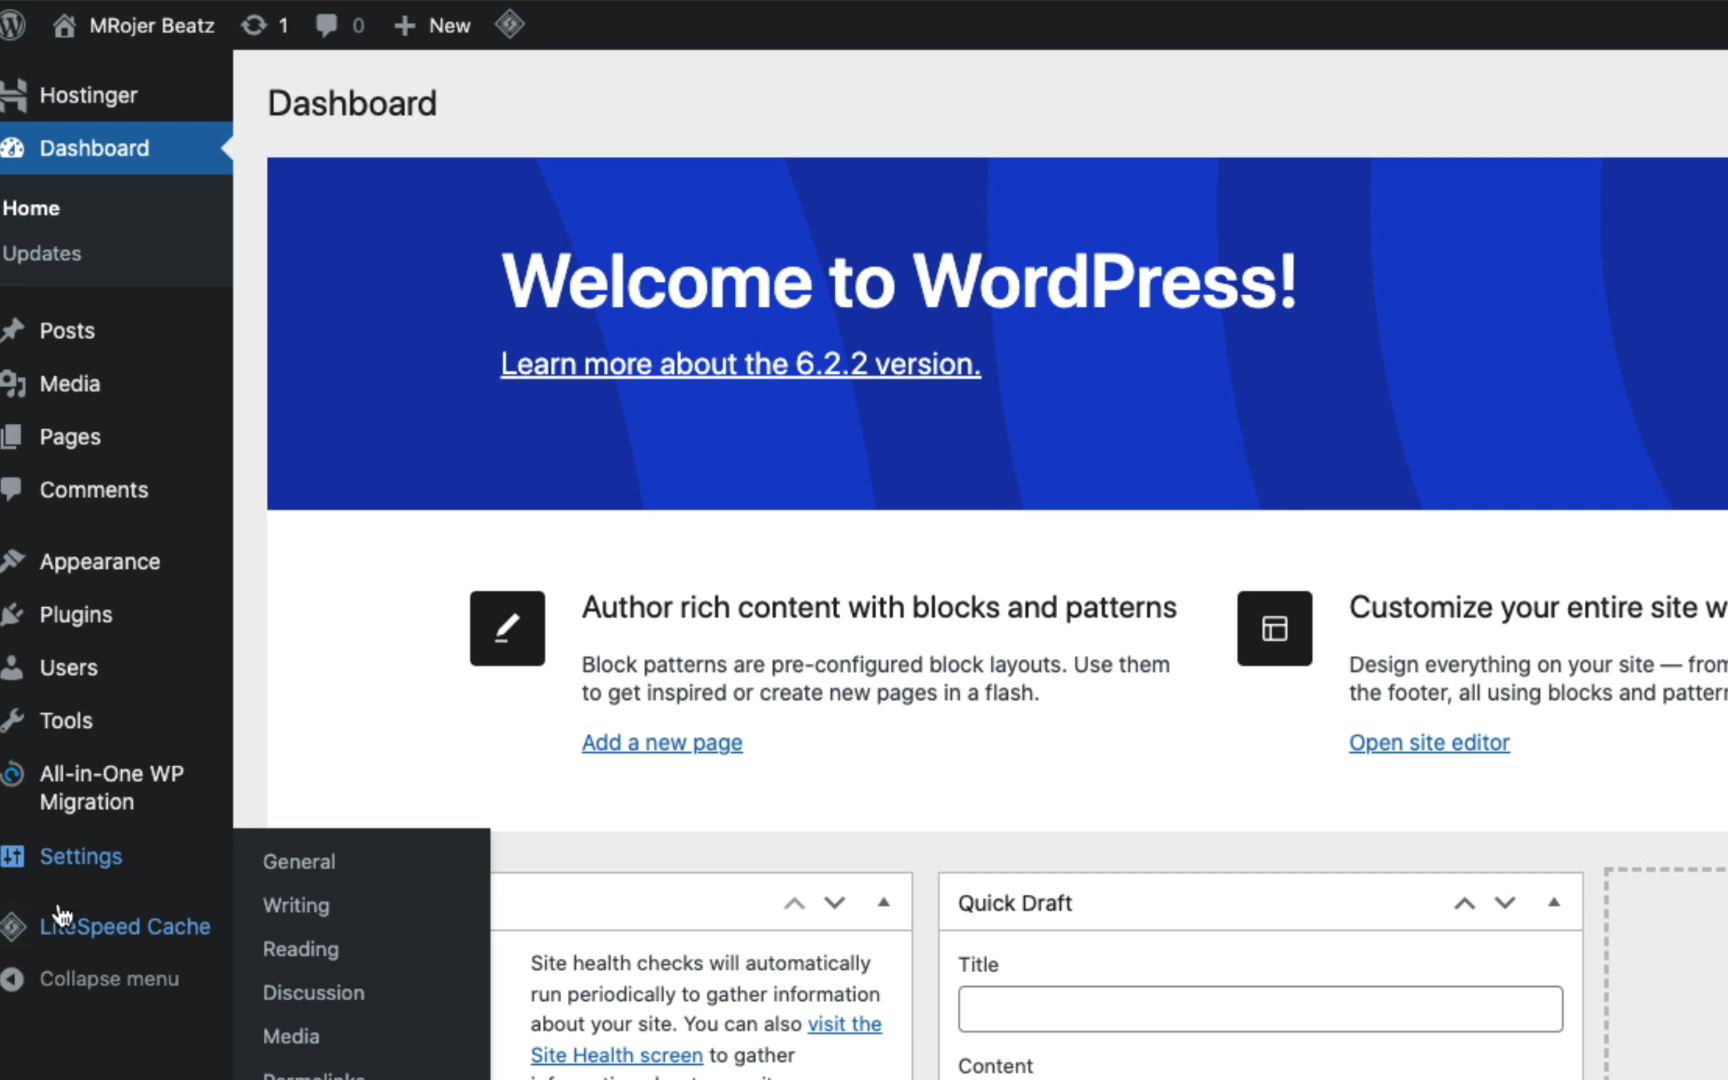 MRojer Beatz 1 0 New
Hostinger
Dashboard
Home
Updates
Posts
Media
Pages
Comments
Appearance
Plugins
Users
Tools
All-in-One WP
Migration
Settings
LiteSpeed Cache
Collapse menu
General
Writing
Reading
Discussion
Media
Permalinks
Dashboard
Welcome to WordPress!
Learn more about the 6.2.2 version.
Author rich content with blocks and patterns
Block patterns are pre-configured block layouts. Use them
to get inspired or create new pages in a flash.
Add a new page
Customize your entire site w
Design everything on your site — from
the footer, all using blocks and pattern
Open site editor
Site health checks will automatically
run periodically to gather information
about your site. You can also visit the
Site Health screen to gather
Quick Draft
Title
Content